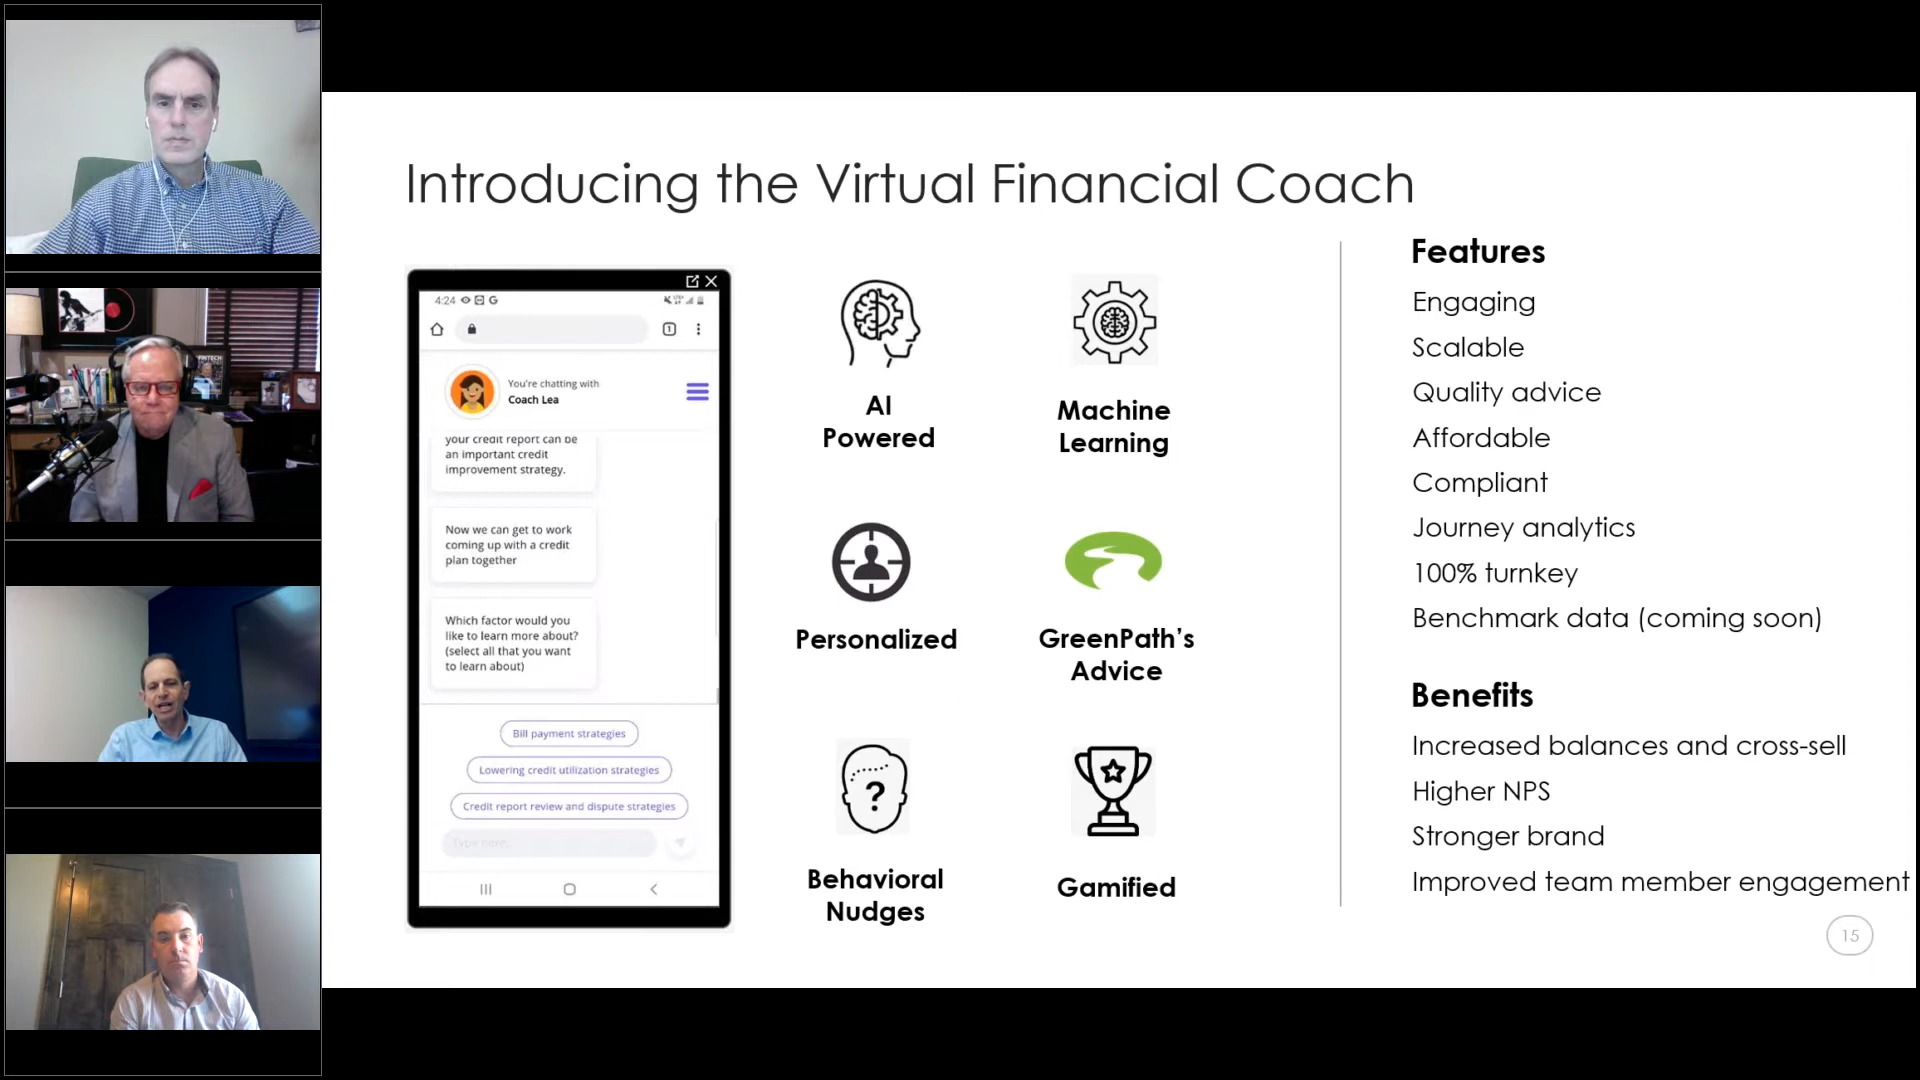 Introducing the Virtual Financial Coach
4:24
G
1
You're chatting with
Coach Lea
your credit report can be
an important credit
improvement strategy.
Now we can get to work
coming up with a credit
plan together
Which factor would you
like to learn more about?
(select all that you want
to learn about)
Bill payment strategies
Lowering credit utilization strategies
Credit report review and dispute strategies
Type here.
AI
Powered
Machine
Learning
Personalized
GreenPath's
Advice
?
Behavioral
Nudges
Gamified
Features
Engaging
Scalable
Quality advice
Affordable
Compliant
Journey analytics
100% turnkey
Benchmark data (coming soon)
Benefits
Increased balances and cross-sell
Higher NPS
Stronger brand
Improved team member engagement
15
FINTECH